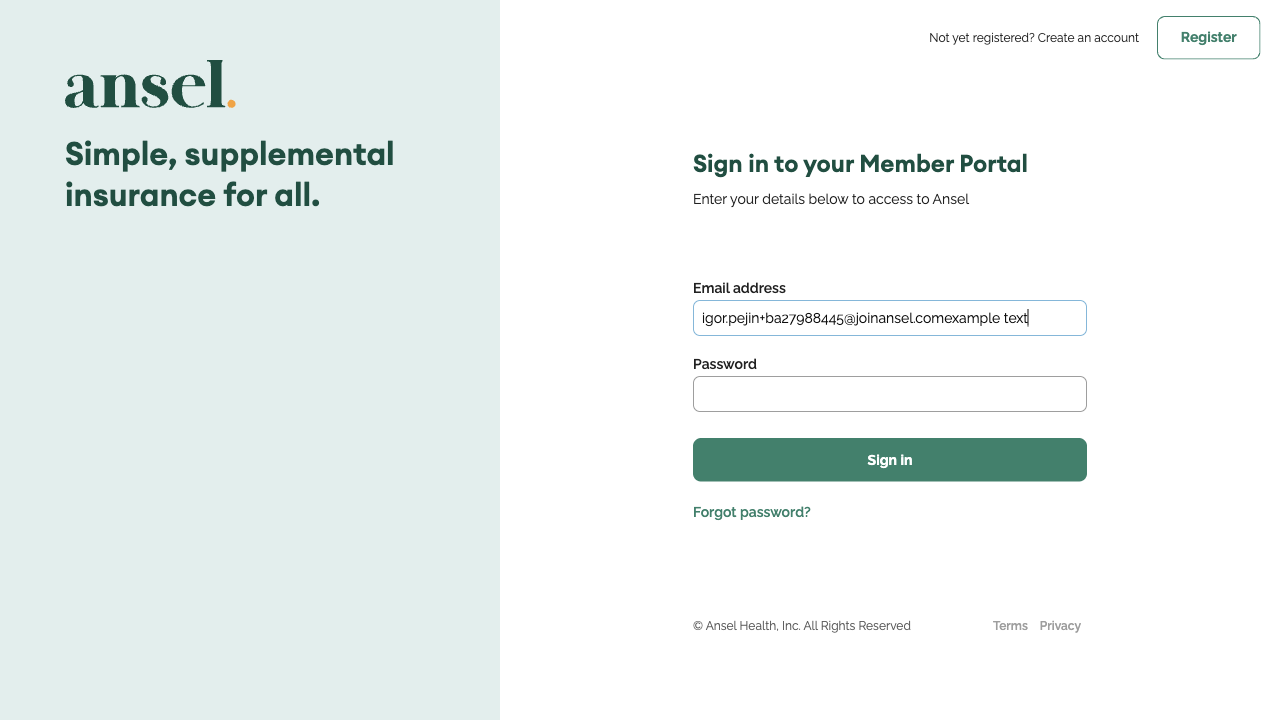 Not yet registered? Create an account
Register
ansel.
Simple, supplemental
insurance for all.
Sign in to your Member Portal
Enter your details below to access to Ansel
Email address
igor.pejin+ba27988445@joinansel.comexample text
Password
Sign in
Forgot password?
© Ansel Health, Inc. All Rights Reserved
Terms Privacy